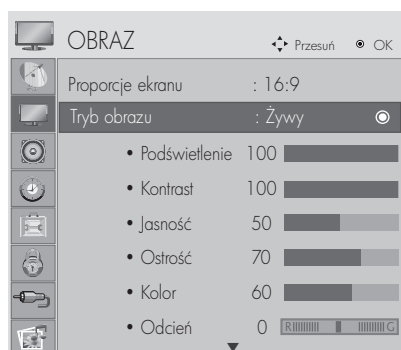 OBRAZ Przesuń OK
Proporcje ekranu : 16:9
Tryb obrazu : Żywy
• Podświetlenie 100
• Kontrast 100
• Jasność 50
• Ostrość 70
• Kolor 60
• Odcień 0 R G